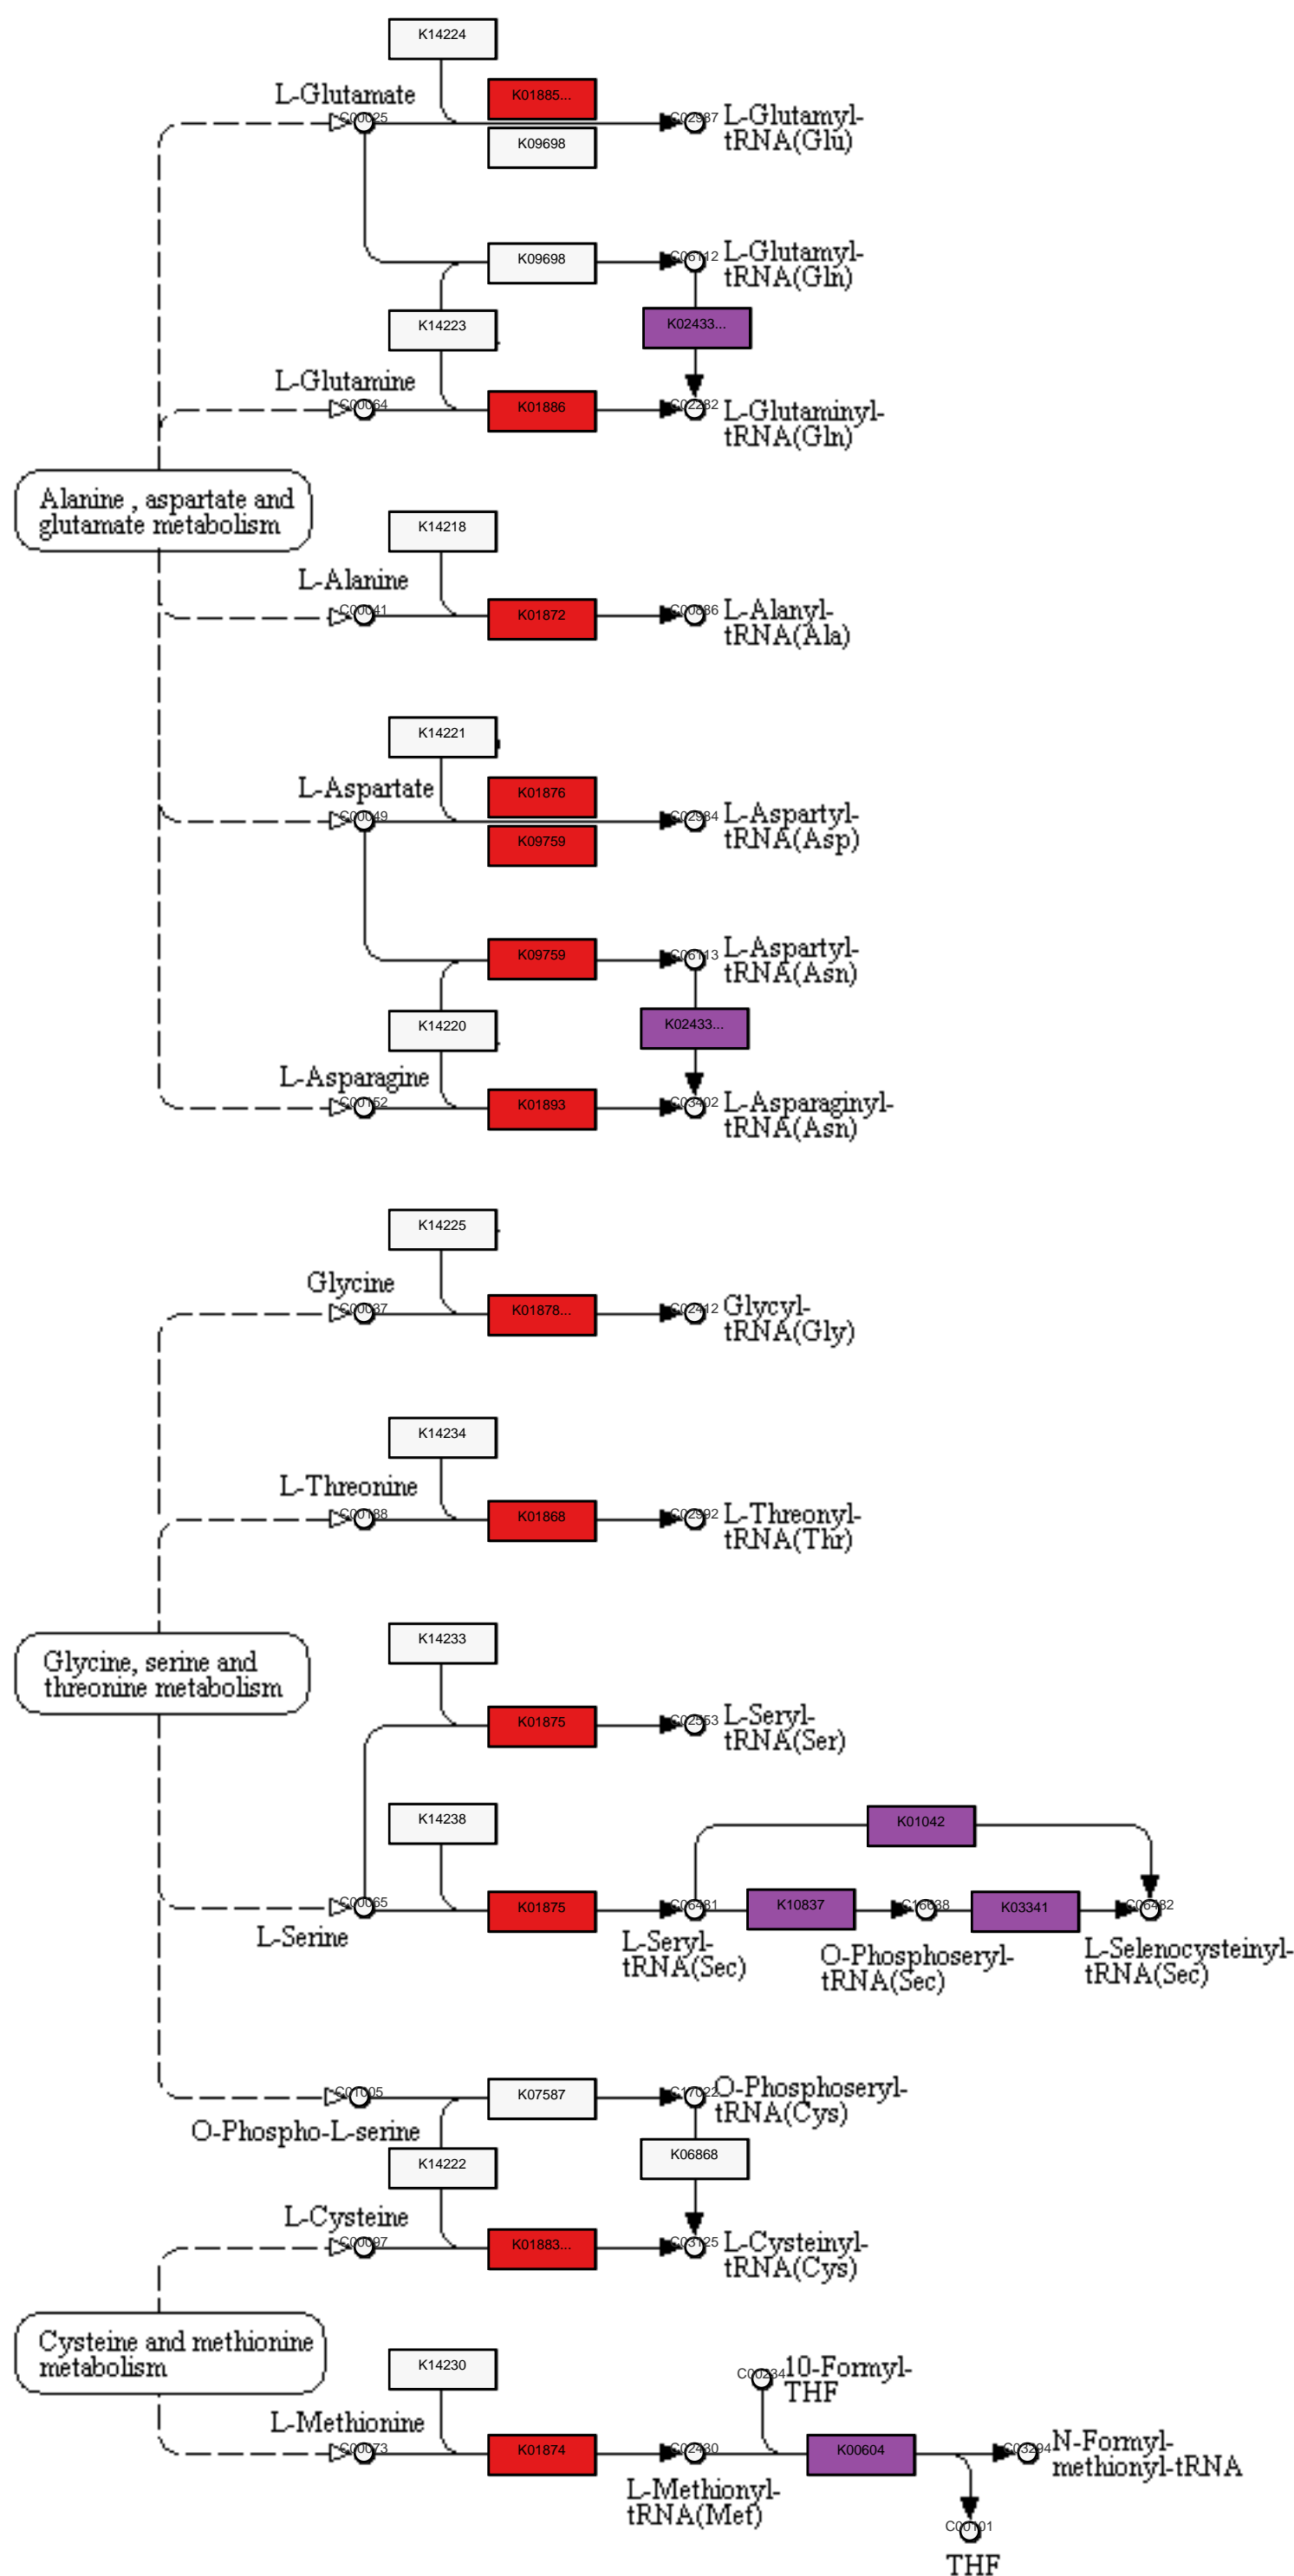 K14224
L-Glutamate
K01885...
C00025
C02987
L-Glutamyl-
tRNA(Glu)
K09698
K09698
C06112
L-Glutamyl-
tRNA(Gln)
K14223
K02433...
L-Glutamine
C00064
K01886
C02282
L-Glutaminyl-
tRNA(Gln)
Alanine , aspartate and
glutamate metabolism
K14218
L-Alanine
C00041
K01872
C00886
L-Alanyl-
tRNA(Ala)
K14221
L-Aspartate
K01876
C00049
C02984
L-Aspartyl-
tRNA(Asp)
K09759
K09759
C06113
L-Aspartyl-
tRNA(Asn)
K14220
K02433...
L-Asparagine
C00152
K01893
C03402
L-Asparaginyl-
tRNA(Asn)
K14225
Glycine
C00037
K01878...
C02412
Glycyl-
tRNA(Gly)
K14234
L-Threonine
C00188
K01868
C02992
L-Threonyl-
tRNA(Thr)
Glycine, serine and
threonine metabolism
K14233
K01875
C02553
L-Seryl-
tRNA(Ser)
K14238
K01042
C00065
L-Serine
K01875
C06481
L-Seryl-
tRNA(Sec)
K10837
C16638
O-Phosphoseryl-
tRNA(Sec)
K03341
C06482
L-Selenocysteinyl-
tRNA(Sec)
C01005
O-Phospho-L-serine
K07587
C17022
O-Phosphoseryl-
tRNA(Cys)
K14222
K06868
L-Cysteine
C00097
K01883...
C03125
L-Cysteinyl-
tRNA(Cys)
Cysteine and methionine
metabolism
K14230
C00234
10-Formyl-
THF
L-Methionine
C00073
K01874
C02430
L-Methionyl-
tRNA(Met)
K00604
C03294
N-Formyl-
methionyl-tRNA
C00101
THF